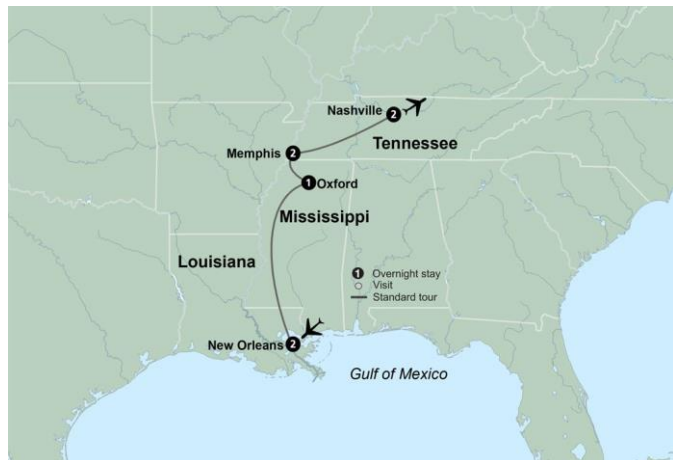 Nashville
2
Tennessee
Memphis
2
1
Oxford
Mississippi
Louisiana
1 Overnight stay
Visit
Standard tour
New Orleans
2
Gulf of Mexico